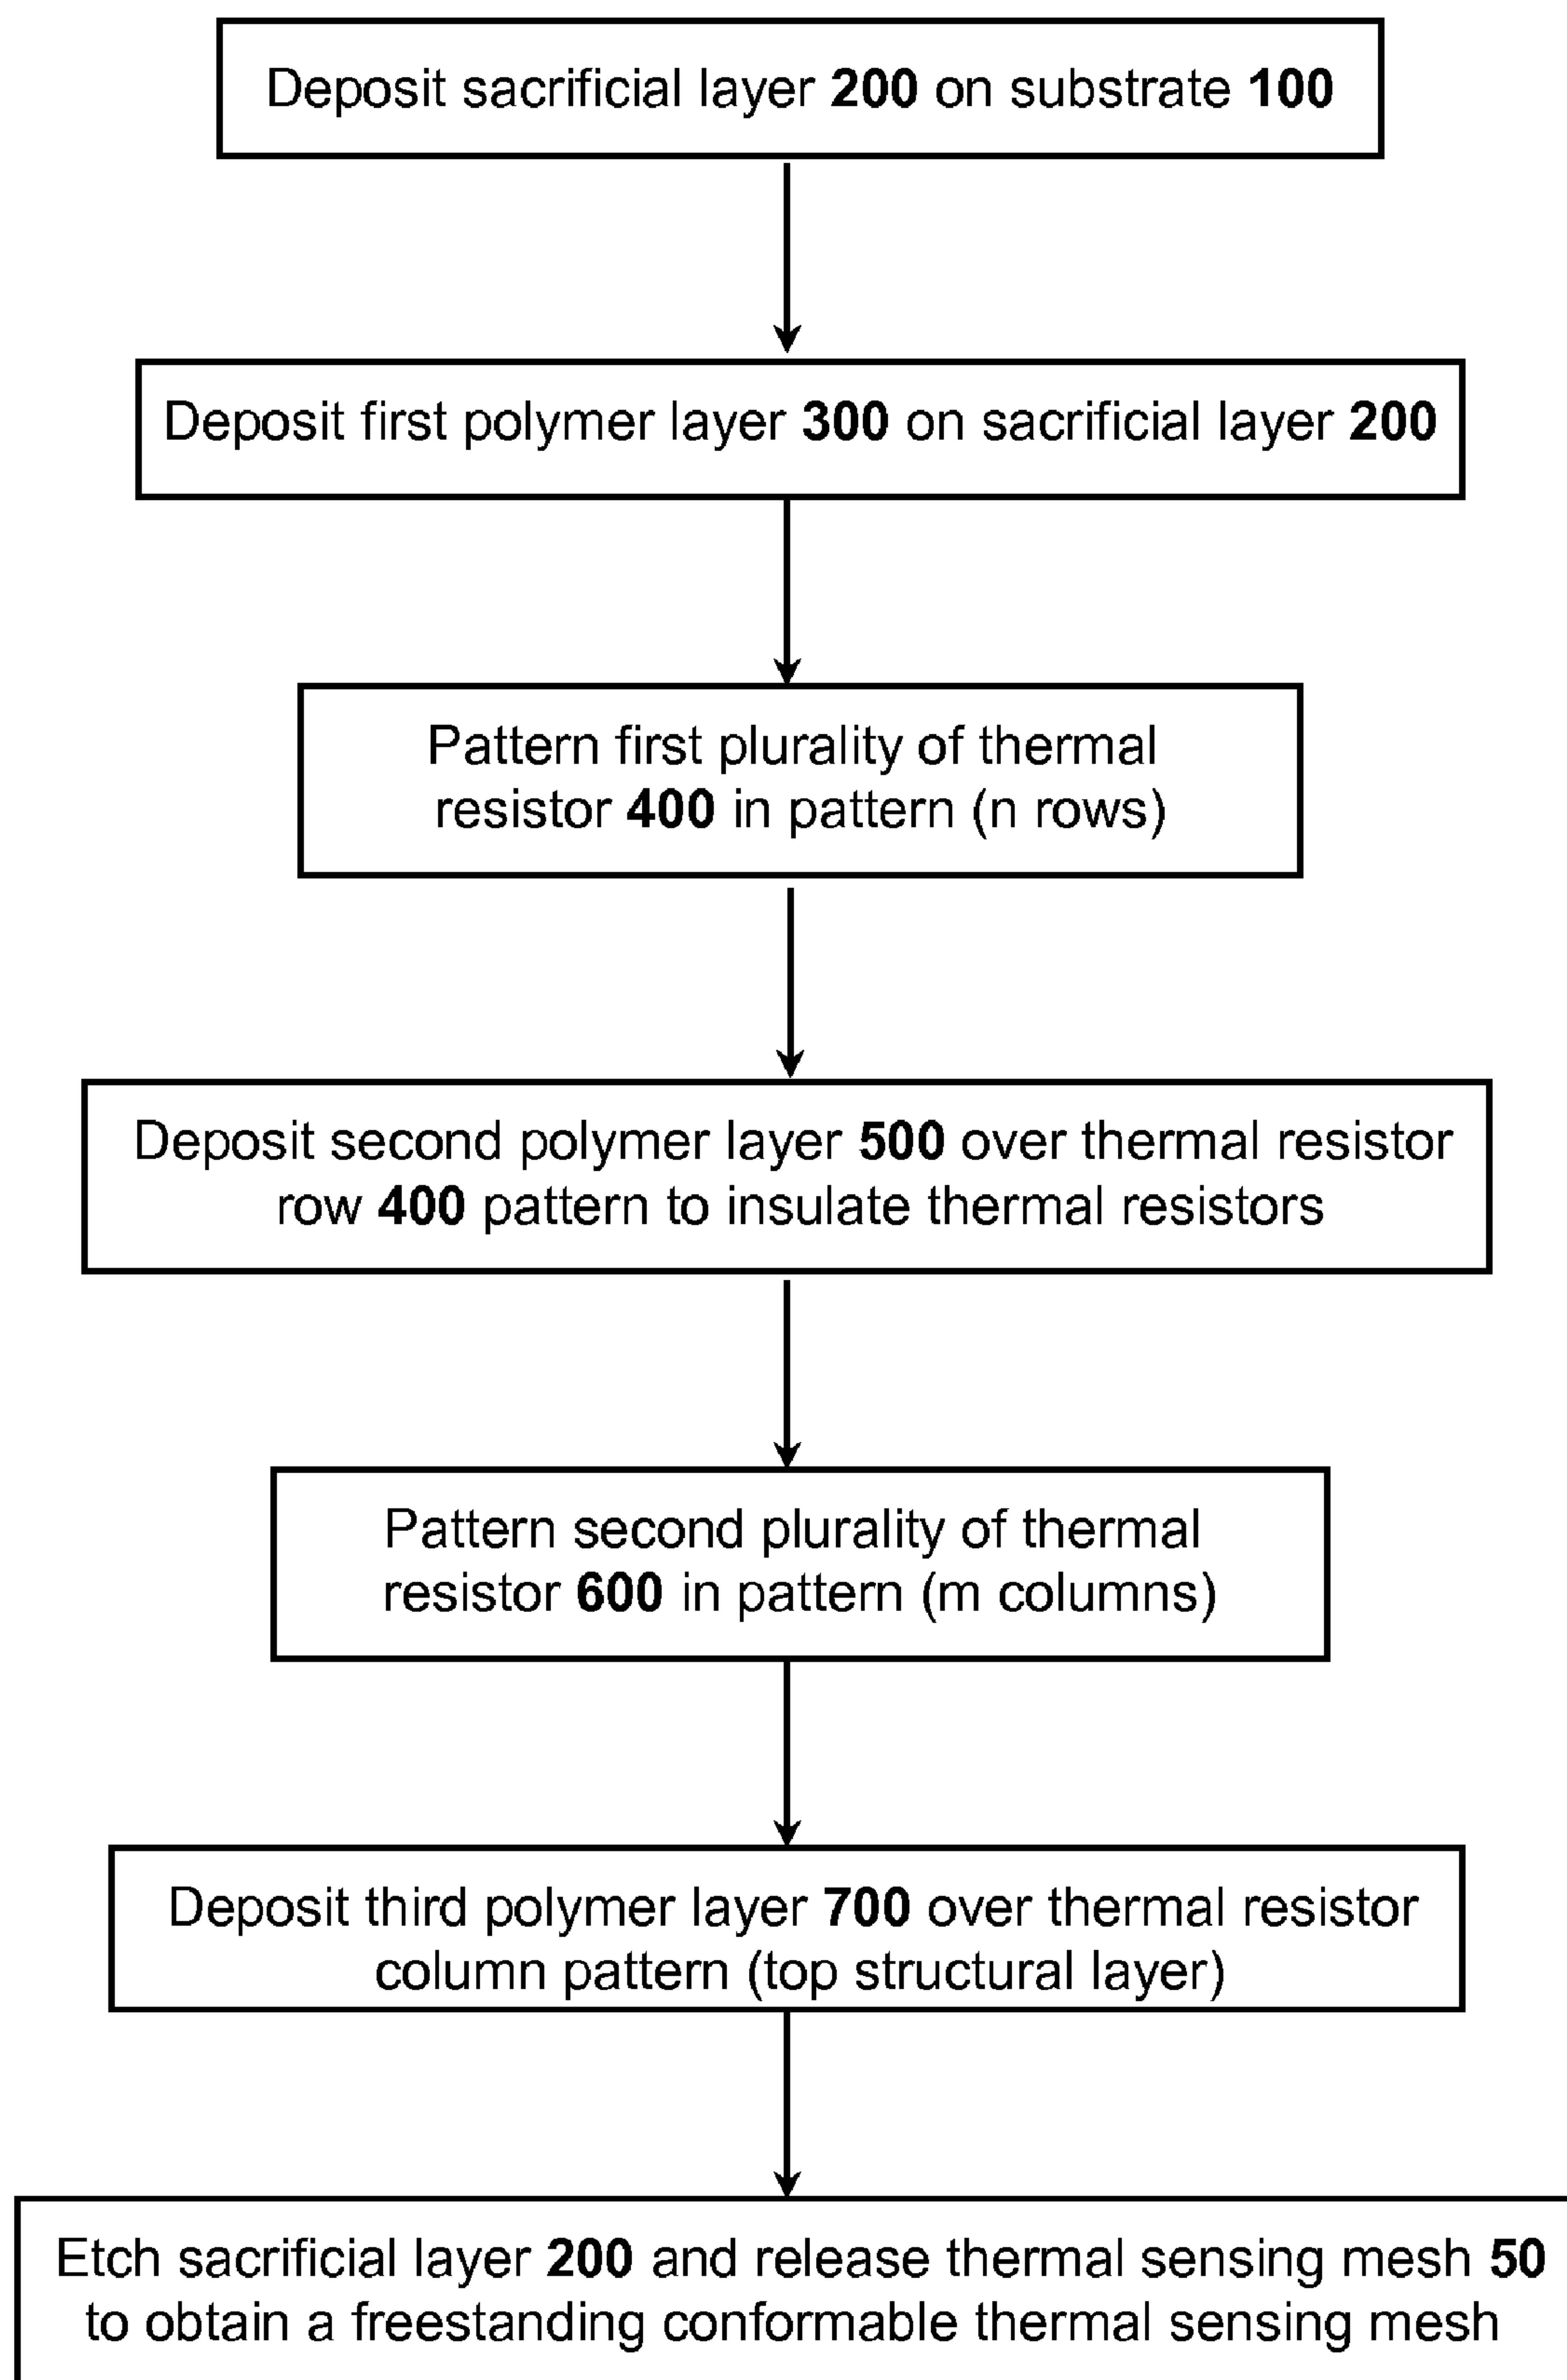 Deposit sacrificial layer 200 on substrate 100
Deposit first polymer layer 300 on sacrificial layer 200
Pattern first plurality of thermal
resistor 400 in pattern (n rows)
Deposit second polymer layer 500 over thermal resistor
row 400 pattern to insulate thermal resistors
Pattern second plurality of thermal
resistor 600 in pattern (m columns)
Deposit third polymer layer 700 over thermal resistor
column pattern (top structural layer)
Etch sacrificial layer 200 and release thermal sensing mesh 50
to obtain a freestanding conformable thermal sensing mesh